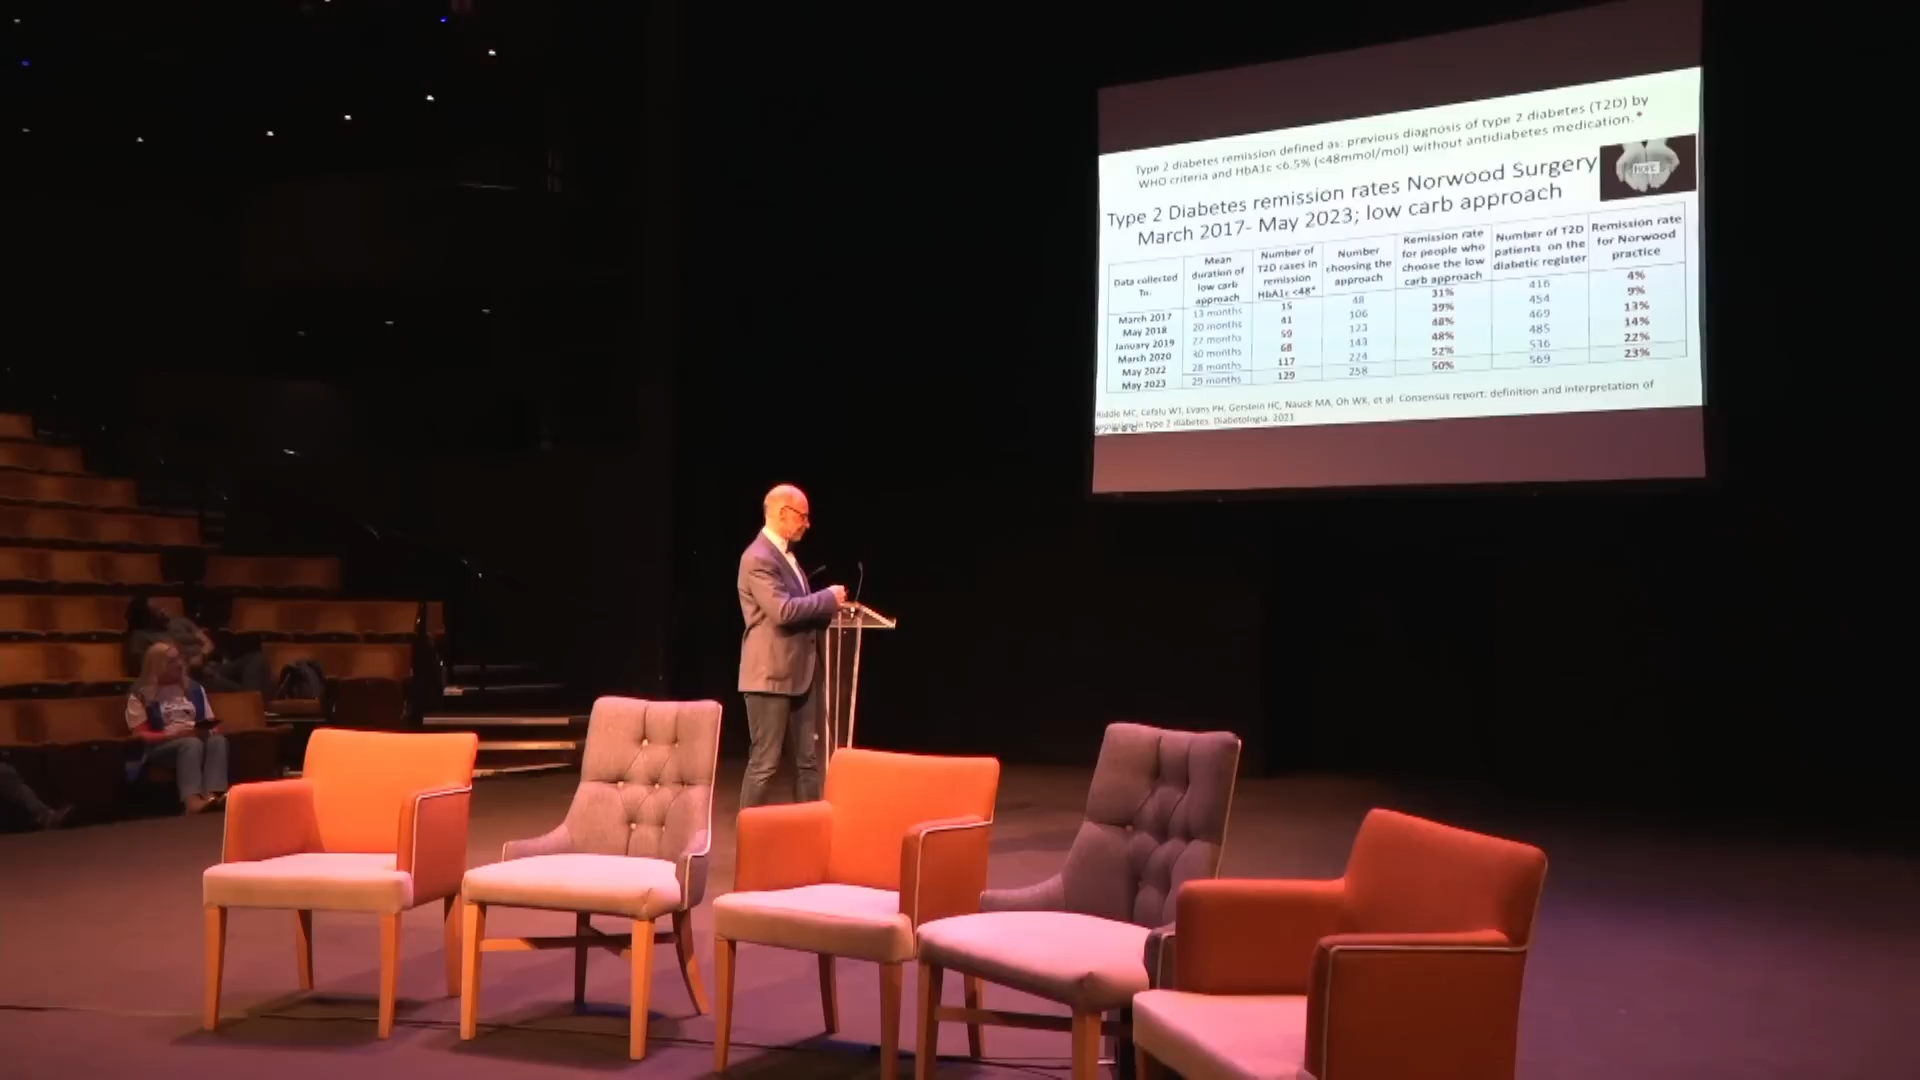 Type 2 diabetes remission defined as: previous diagnosis of type 2 diabetes (T2D) by
WHO criteria and HbA1c <6.5% (<48mmol/mol) without antidiabetes medication.*
HOPE
Type 2 Diabetes remission rates Norwood Surgery
March 2017- May 2023; low carb approach
Data collected To. | Mean duration of low carb approach | Number of T2D cases in remission HbA1c <48* | Number choosing the approach | Remission rate for people who choose the low carb approach | Number of T2D patients on the diabetic register | Remission rate for Norwood practice
March 2017 | 13 months | 15 | 48 | 31% | 416 | 4%
May 2018 | 20 months | 41 | 106 | 39% | 454 | 9%
January 2019 | 27 months | 59 | 123 | 48% | 469 | 13%
March 2020 | 30 months | 68 | 143 | 48% | 485 | 14%
May 2022 | 28 months | 117 | 224 | 52% | 536 | 22%
May 2023 | 29 months | 129 | 258 | 50% | 569 | 23%
Riddle MC, Cefalu WT, Evans PH, Gerstein HC, Nauck MA, Oh WK, et al. Consensus report: definition and interpretation of
remission in type 2 diabetes. Diabetologia. 2021